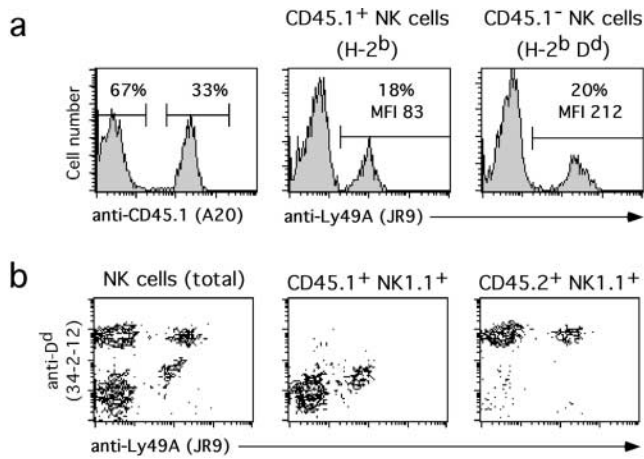 a
CD45.1⁺ NK cells
(H-2ᵇ)
CD45.1⁻ NK cells
(H-2ᵇ Dᵈ)
Cell number
67%
33%
18%
MFI 83
20%
MFI 212
anti-CD45.1 (A20)
anti-Ly49A (JR9)
b
NK cells (total)
CD45.1⁺ NK1.1⁺
CD45.2⁺ NK1.1⁺
anti-Dᵈ
(34-2-12)
anti-Ly49A (JR9)